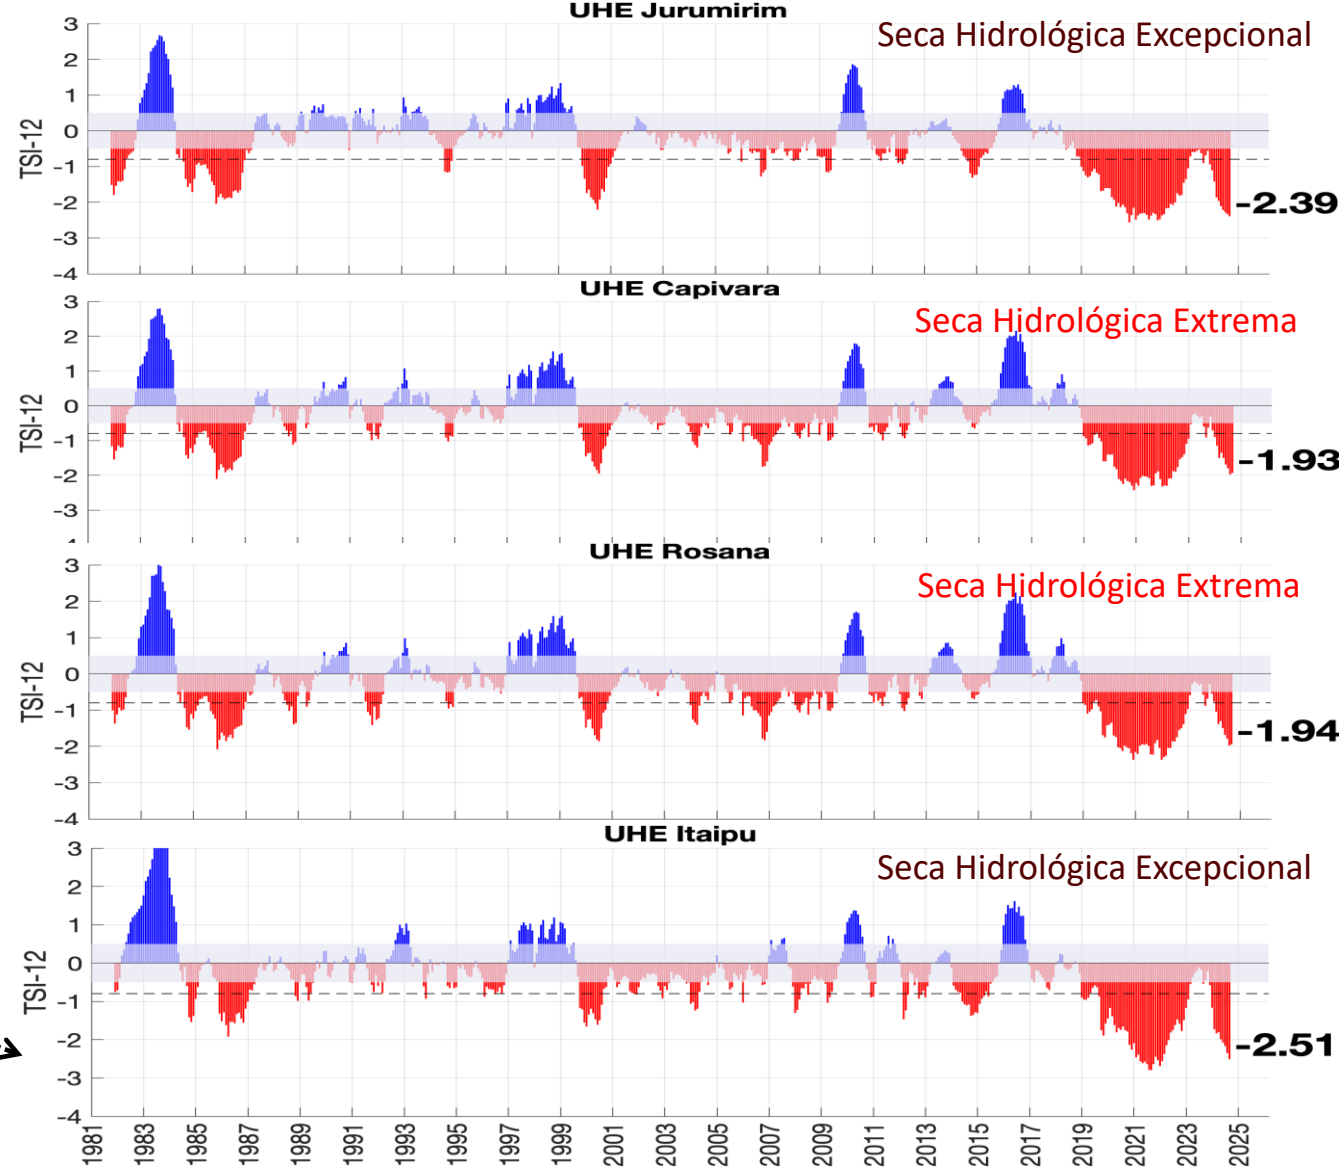 UHE Jurumirim
Seca Hidrológica Excepcional
3
2
1
0
-1
-2
-3
-4
TSI-12
-2.39
UHE Capivara
Seca Hidrológica Extrema
3
2
1
0
-1
-2
-3
TSI-12
-1.93
UHE Rosana
Seca Hidrológica Extrema
3
2
1
0
-1
-2
-3
-4
TSI-12
-1.94
UHE Itaipu
Seca Hidrológica Excepcional
3
2
1
0
-1
-2
-3
-4
TSI-12
-2.51
1981 1983 1985 1987 1989 1991 1993 1995 1997 1999 2001 2003 2005 2007 2009 2011 2013 2015 2017 2019 2021 2023 2025